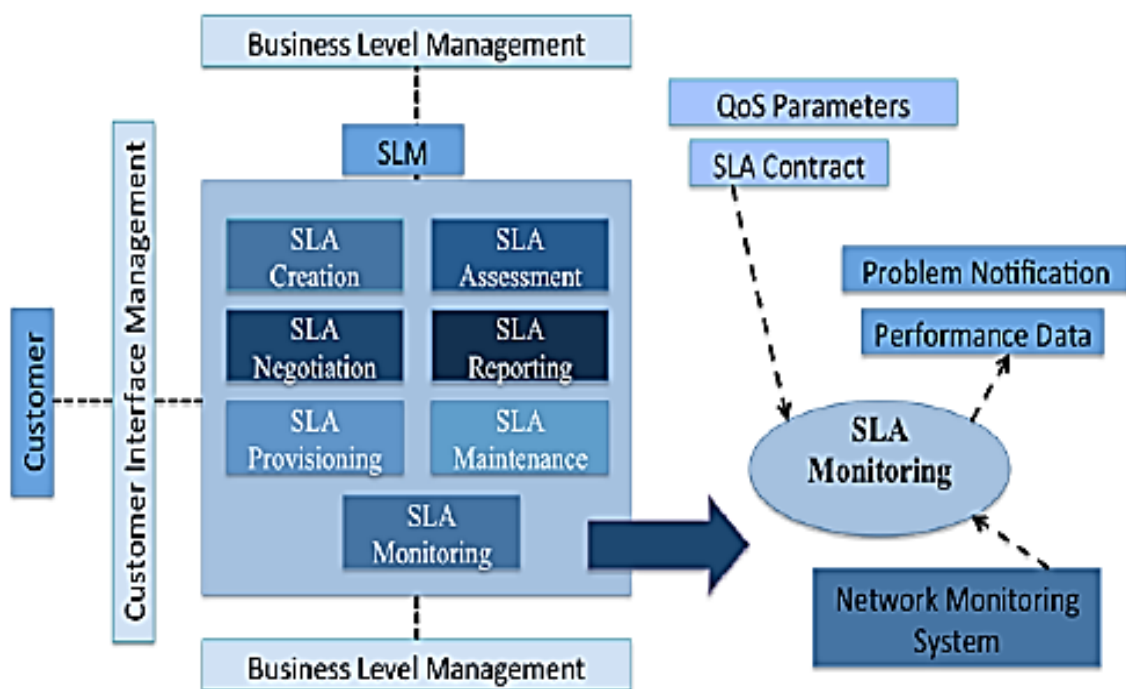 Business Level Management
SLM
Customer
Customer Interface Management
SLA
Creation
SLA
Assessment
SLA
Negotiation
SLA
Reporting
SLA
Provisioning
SLA
Maintenance
SLA
Monitoring
Business Level Management
QoS Parameters
SLA Contract
Problem Notification
Performance Data
SLA
Monitoring
Network Monitoring
System